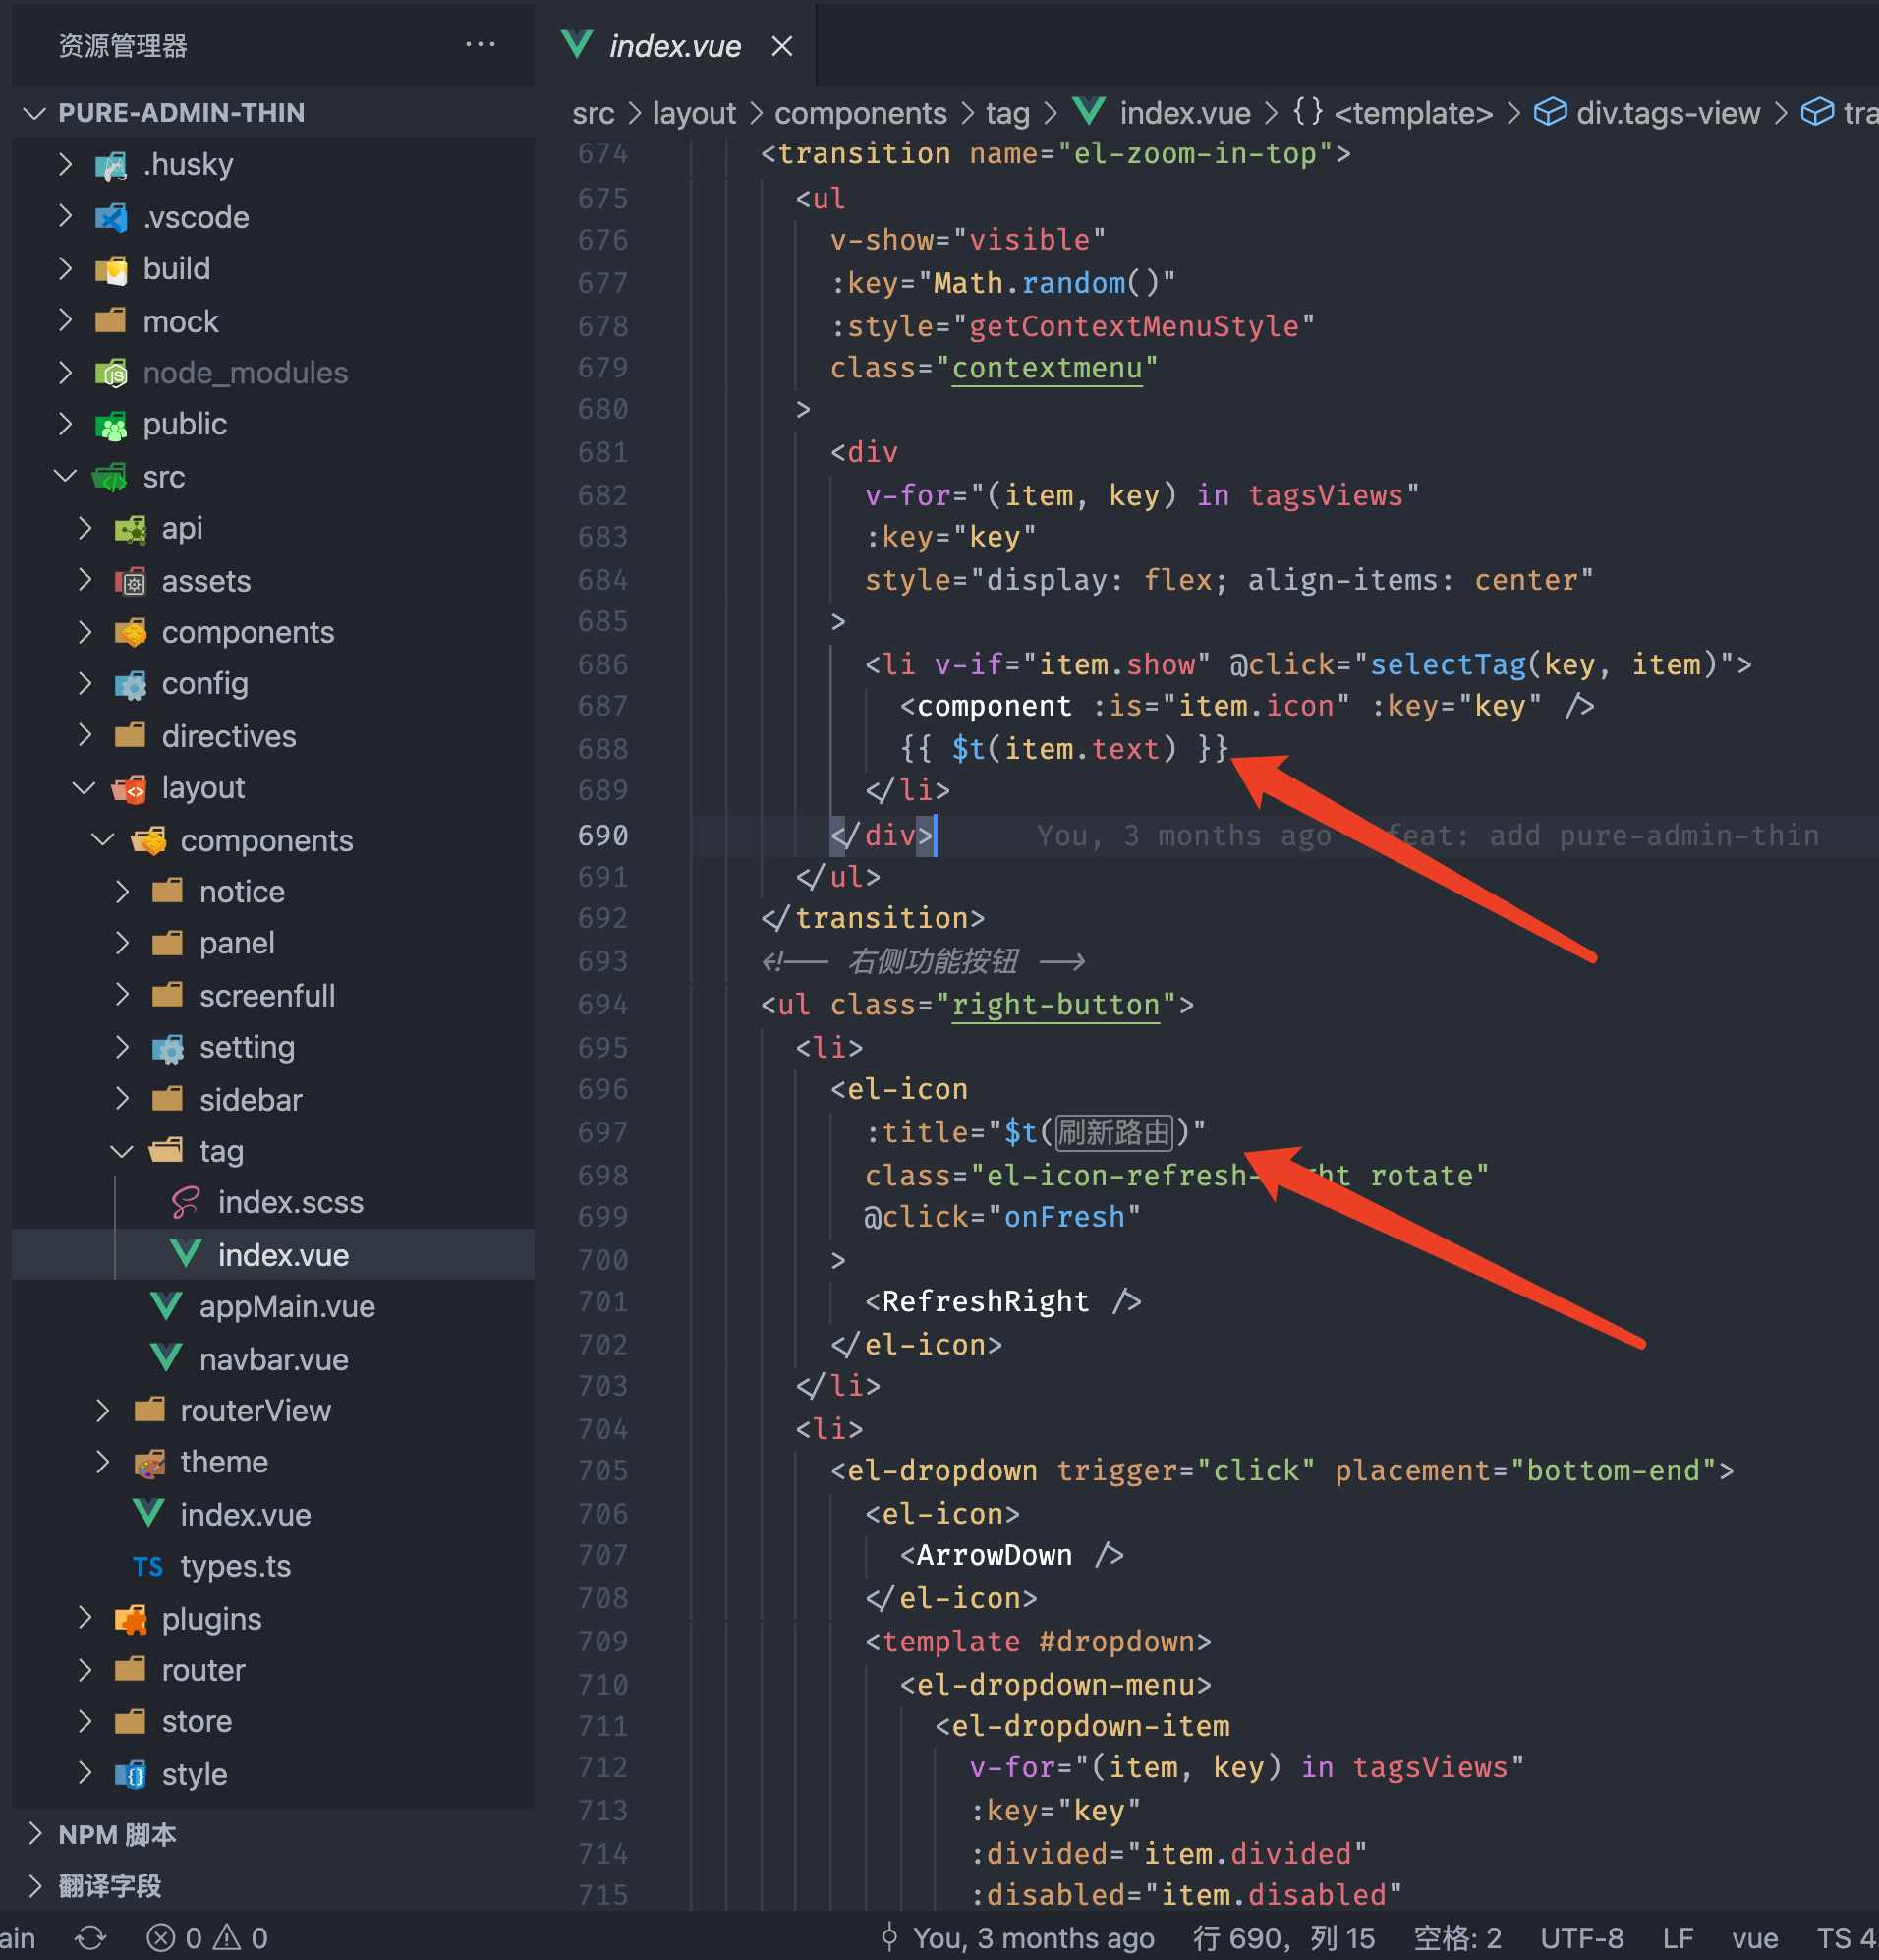 资源管理器
index.vue
PURE-ADMIN-THIN
.husky
.vscode
build
mock
node_modules
public
src
api
assets
components
config
directives
layout
components
notice
panel
screenfull
setting
sidebar
tag
index.scss
index.vue
appMain.vue
navbar.vue
routerView
theme
index.vue
TS types.ts
plugins
router
store
style
NPM 脚本
翻译字段
src > layout > components > tag > index.vue > {} <template> > div.tags-view > tra
674 <transition name="el-zoom-in-top">
675 <ul
676 v-show="visible"
677 :key="Math.random()"
678 :style="getContextMenuStyle"
679 class="contextmenu"
680 >
681 <div
682 v-for="(item, key) in tagsViews"
683 :key="key"
684 style="display: flex; align-items: center"
685 >
686 <li v-if="item.show" @click="selectTag(key, item)">
687 <component :is="item.icon" :key="key" />
688 {{ $t(item.text) }}
689 </li>
690 </div> You, 3 months ago feat: add pure-admin-thin
691 </ul>
692 </transition>
693 <!-- 右侧功能按钮 -->
694 <ul class="right-button">
695 <li>
696 <el-icon
697 :title="$t(刷新路由)"
698 class="el-icon-refresh-right rotate"
699 @click="onFresh"
700 >
701 <RefreshRight />
702 </el-icon>
703 </li>
704 <li>
705 <el-dropdown trigger="click" placement="bottom-end">
706 <el-icon>
707 <ArrowDown />
708 </el-icon>
709 <template #dropdown>
710 <el-dropdown-menu>
711 <el-dropdown-item
712 v-for="(item, key) in tagsViews"
713 :key="key"
714 :divided="item.divided"
715 :disabled="item.disabled"
ain 0 0 You, 3 months ago 行 690, 列 15 空格: 2 UTF-8 LF vue TS 4